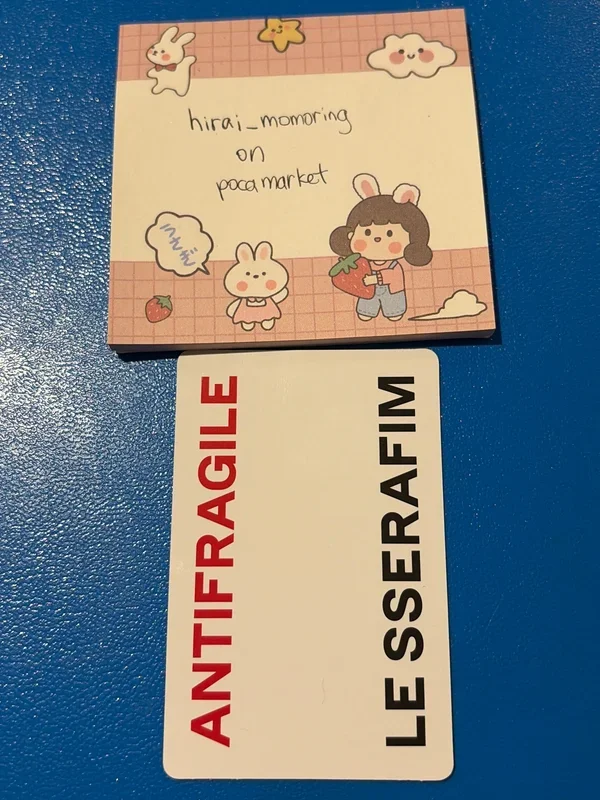 hirai_momoring
on
pocamarket
ANTIFRAGILE
LE SSERAFIM